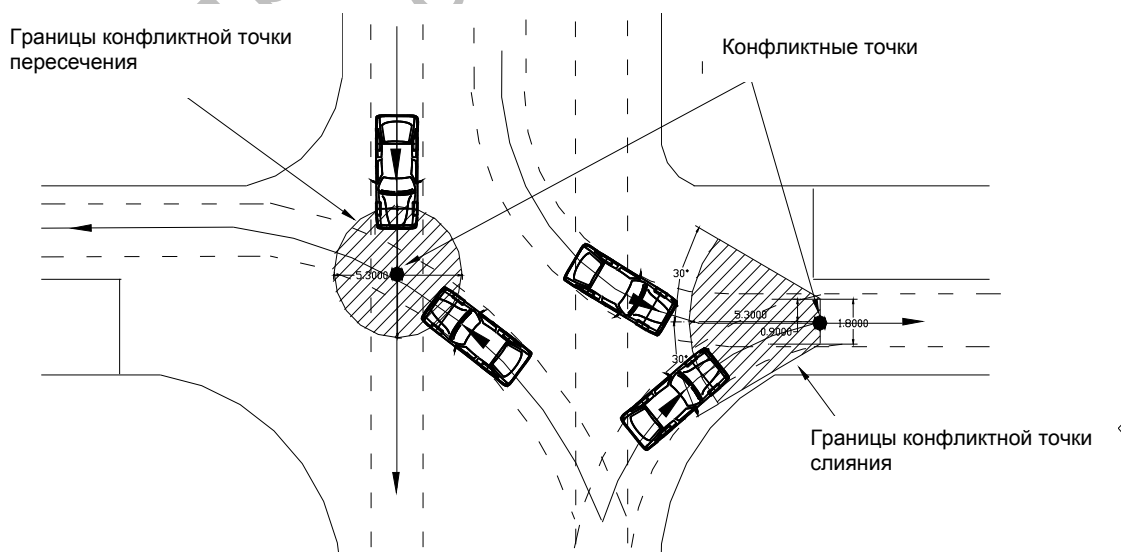 Границы конфликтной точки
пересечения
Конфликтные точки
5.3000
30°
5.3000
0.9000
1.8000
30°
Границы конфликтной точки
слияния